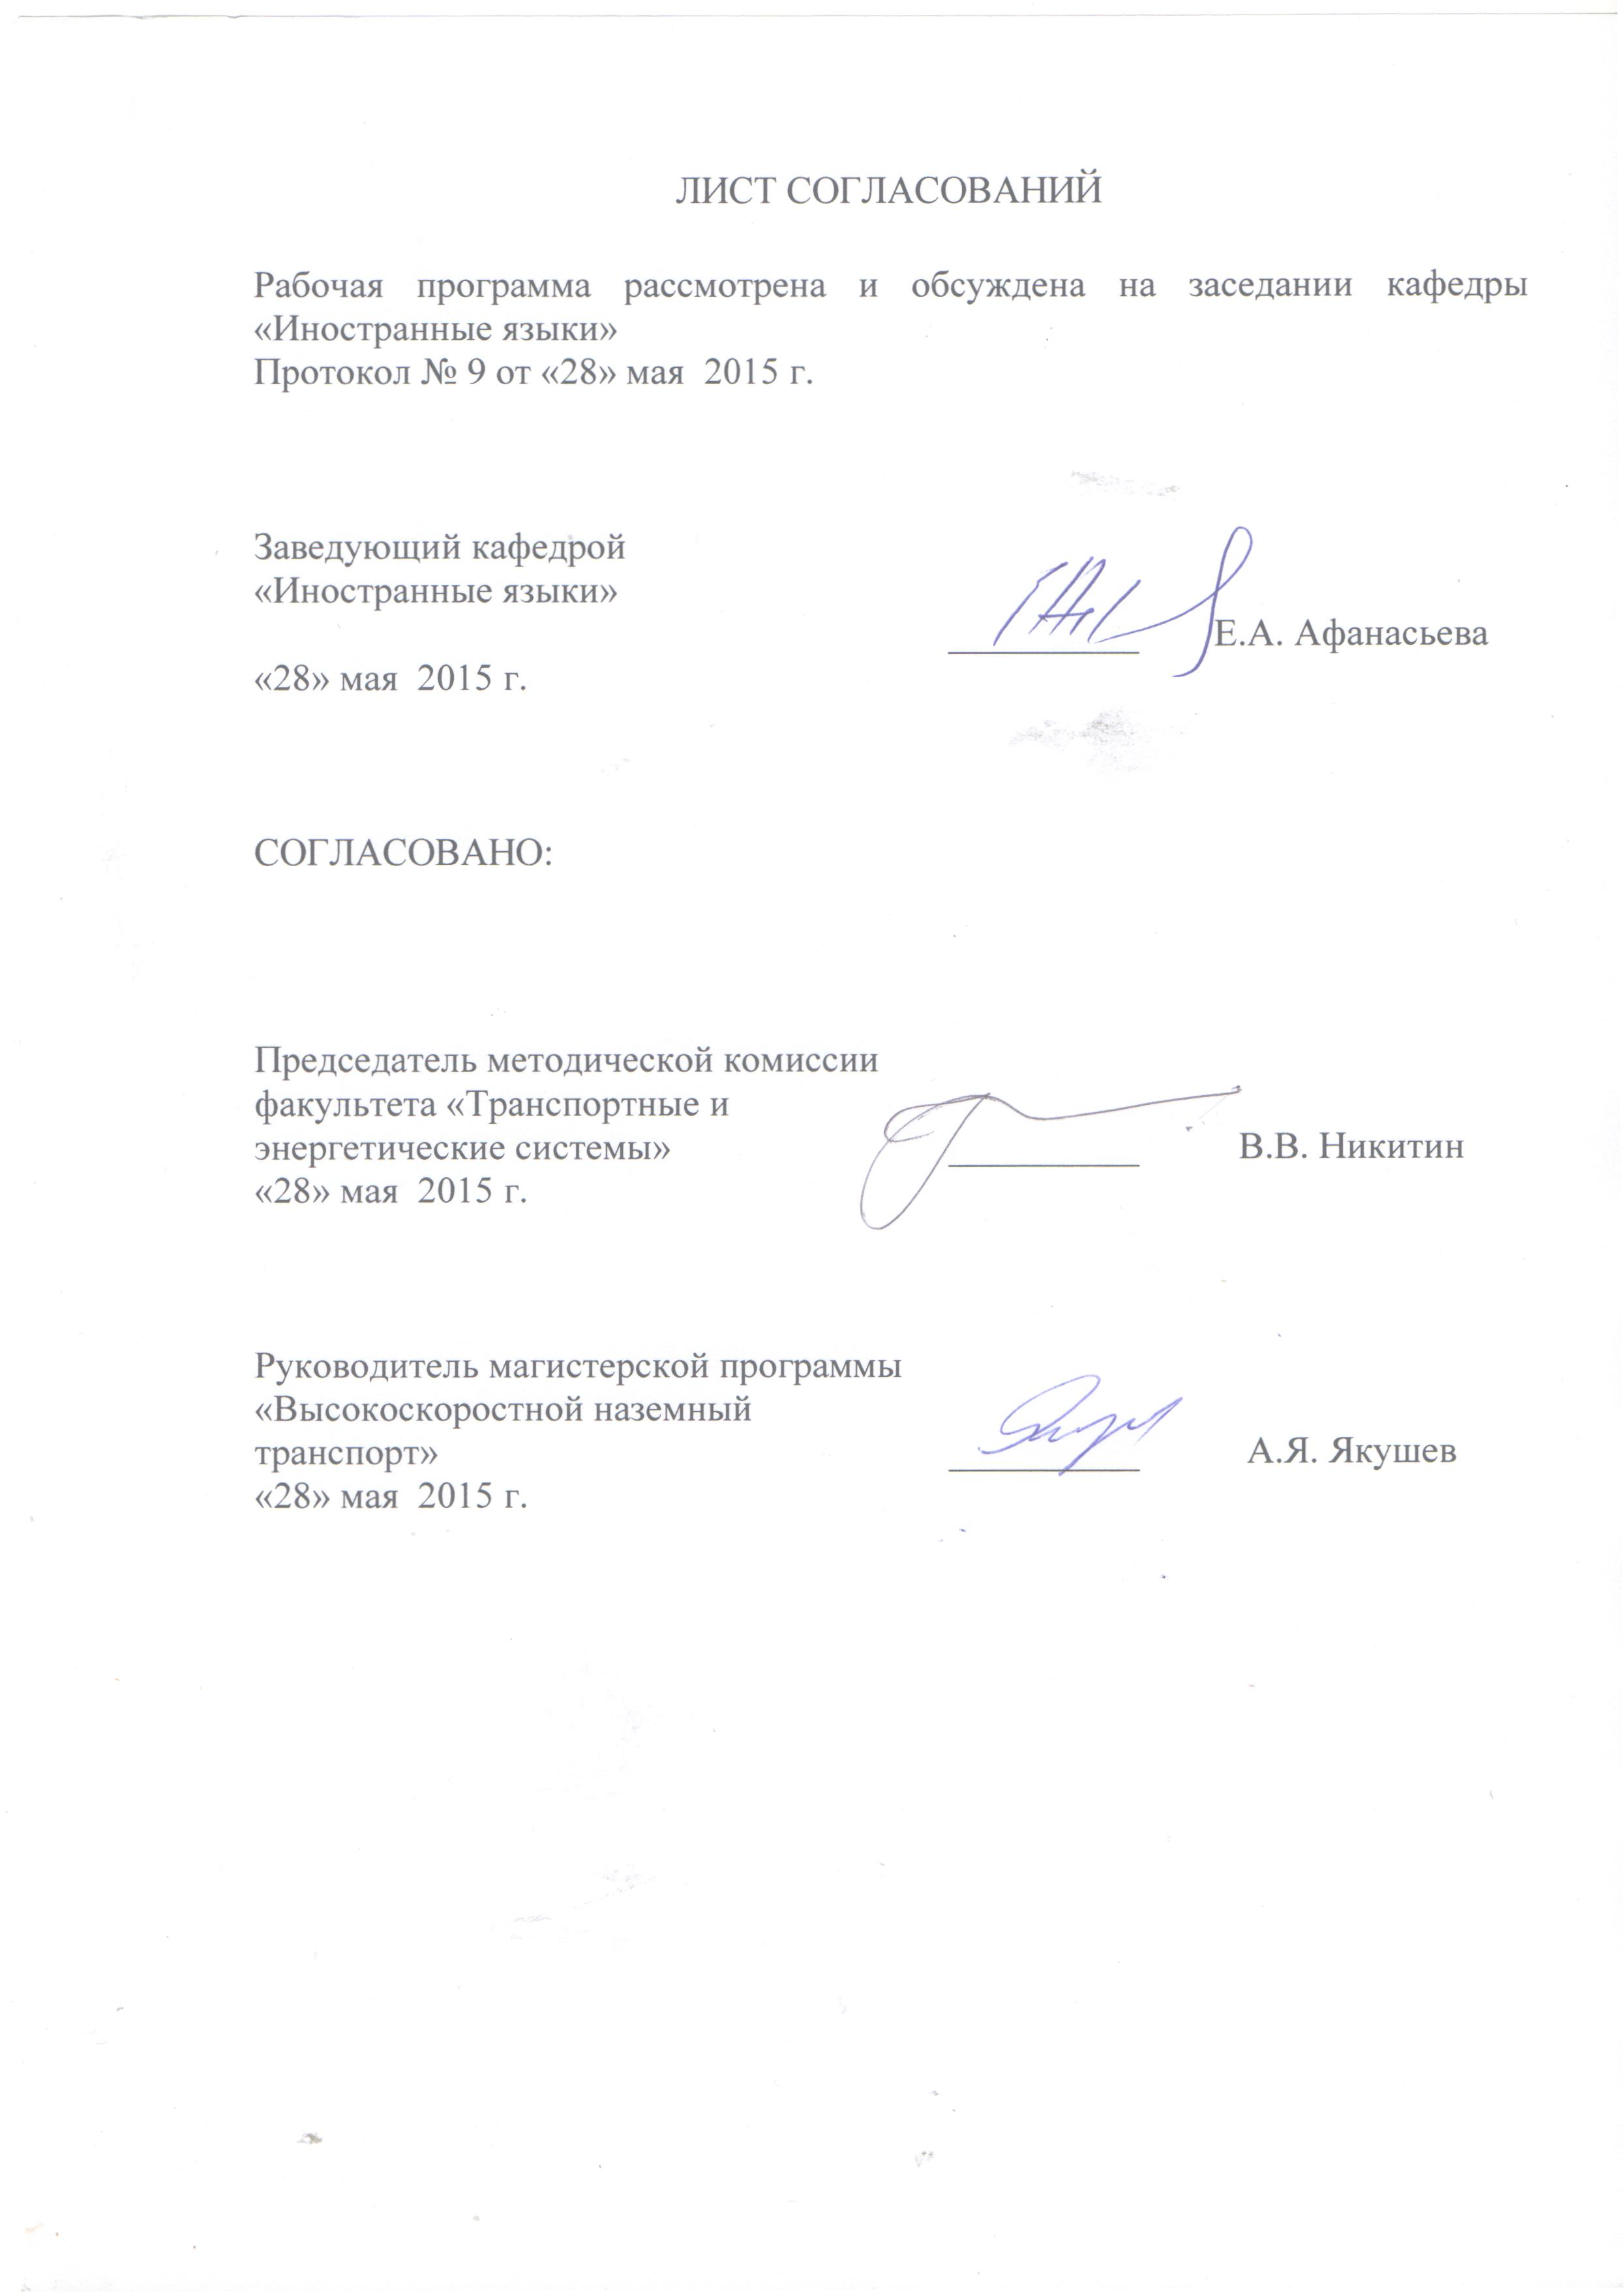 ЛИСТ СОГЛАСОВАНИЙ
Рабочая программа рассмотрена и обсуждена на заседании кафедры
«Иностранные языки»
Протокол № 9 от «28» мая 2015 г.
Заведующий кафедрой
«Иностранные языки»
Е.А. Афанасьева
«28» мая 2015 г.
СОГЛАСОВАНО:
Председатель методической комиссии
факультета «Транспортные и
энергетические системы» В.В. Никитин
«28» мая 2015 г.
Руководитель магистерской программы
«Высокоскоростной наземный
транспорт» А.Я. Якушев
«28» мая 2015 г.